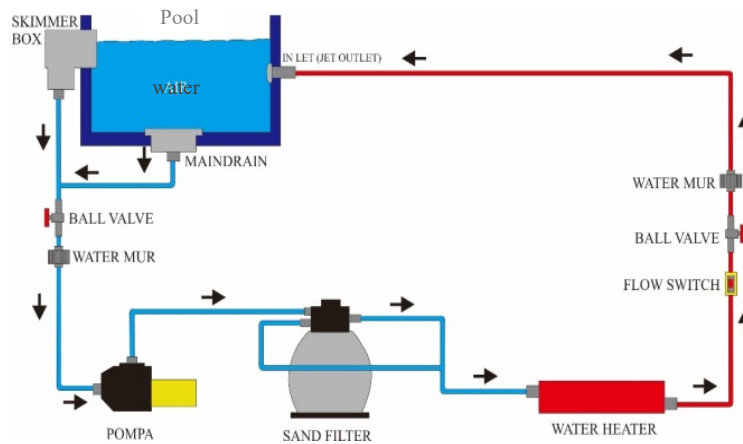 SKIMMER
BOX
Pool
IN LET (JET OUTLET)
water
MAINDRAIN
BALL VALVE
WATER MUR
WATER MUR
BALL VALVE
FLOW SWITCH
POMPA
SAND FILTER
WATER HEATER